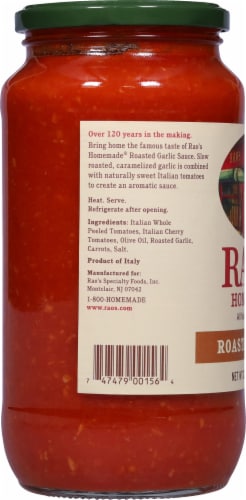 Over 120 years in the making.
Bring home the famous taste of Rao's
Homemade® Roasted Garlic Sauce. Slow
roasted, caramelized garlic is combined
with naturally sweet Italian tomatoes
to create an aromatic sauce.
Heat. Serve.
Refrigerate after opening.
Ingredients: Italian Whole
Peeled Tomatoes, Italian Cherry
Tomatoes, Olive Oil, Roasted Garlic,
Carrots, Salt.
Product of Italy
Manufactured for:
Rao's Specialty Foods, Inc.
Montclair, NJ 07042
1-800-HOMEMADE
www.raos.com
7 47479 00156 4
RA
HOM
ROAST
NET